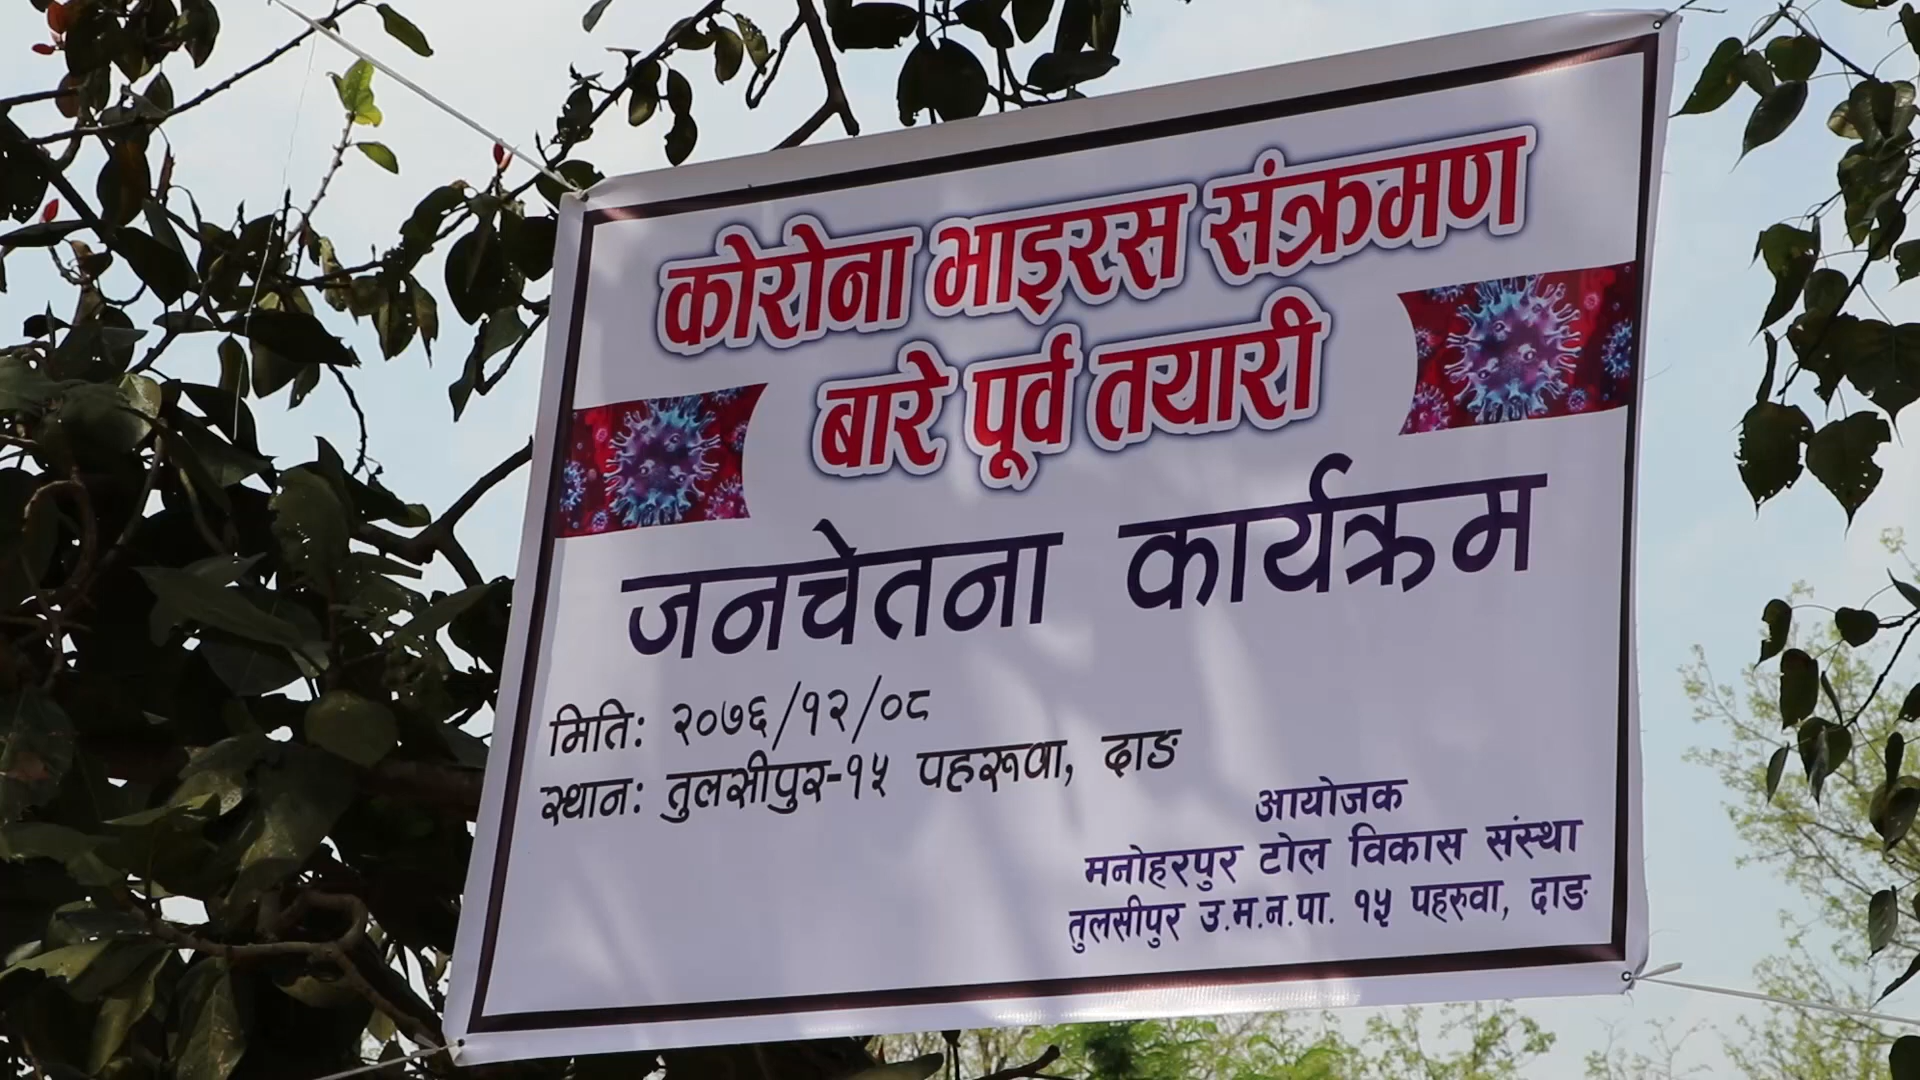 कोरोना भाइरस संक्रमण
बारे पूर्व तयारी
जनचेतना कार्यक्रम
मिति: २०७६/१२/०८
स्थान: तुलसीपुर-१५ पहरूवा, दाङ
आयोजक
मनोहरपुर टोल विकास संस्था
तुलसीपुर उ.म.न.पा. १५ पहरुवा, दाङ